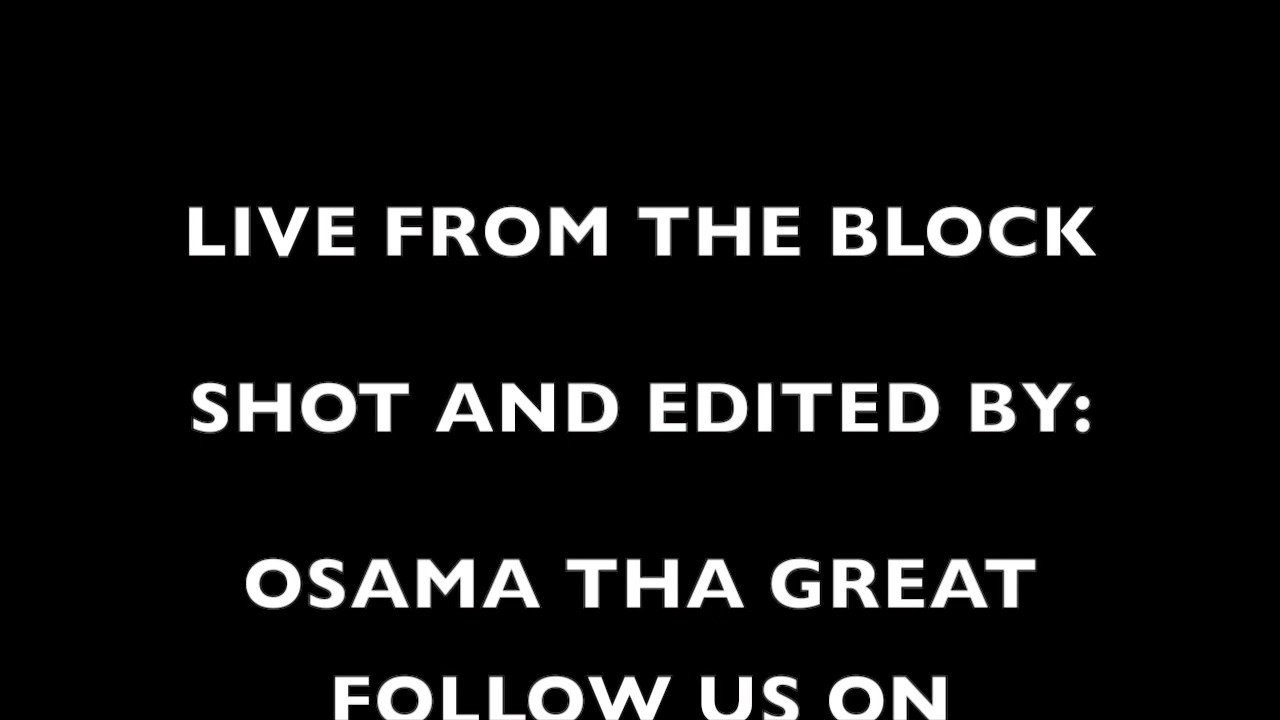 LIVE FROM THE BLOCK
SHOT AND EDITED BY:
OSAMA THA GREAT
FOLLOW US ON